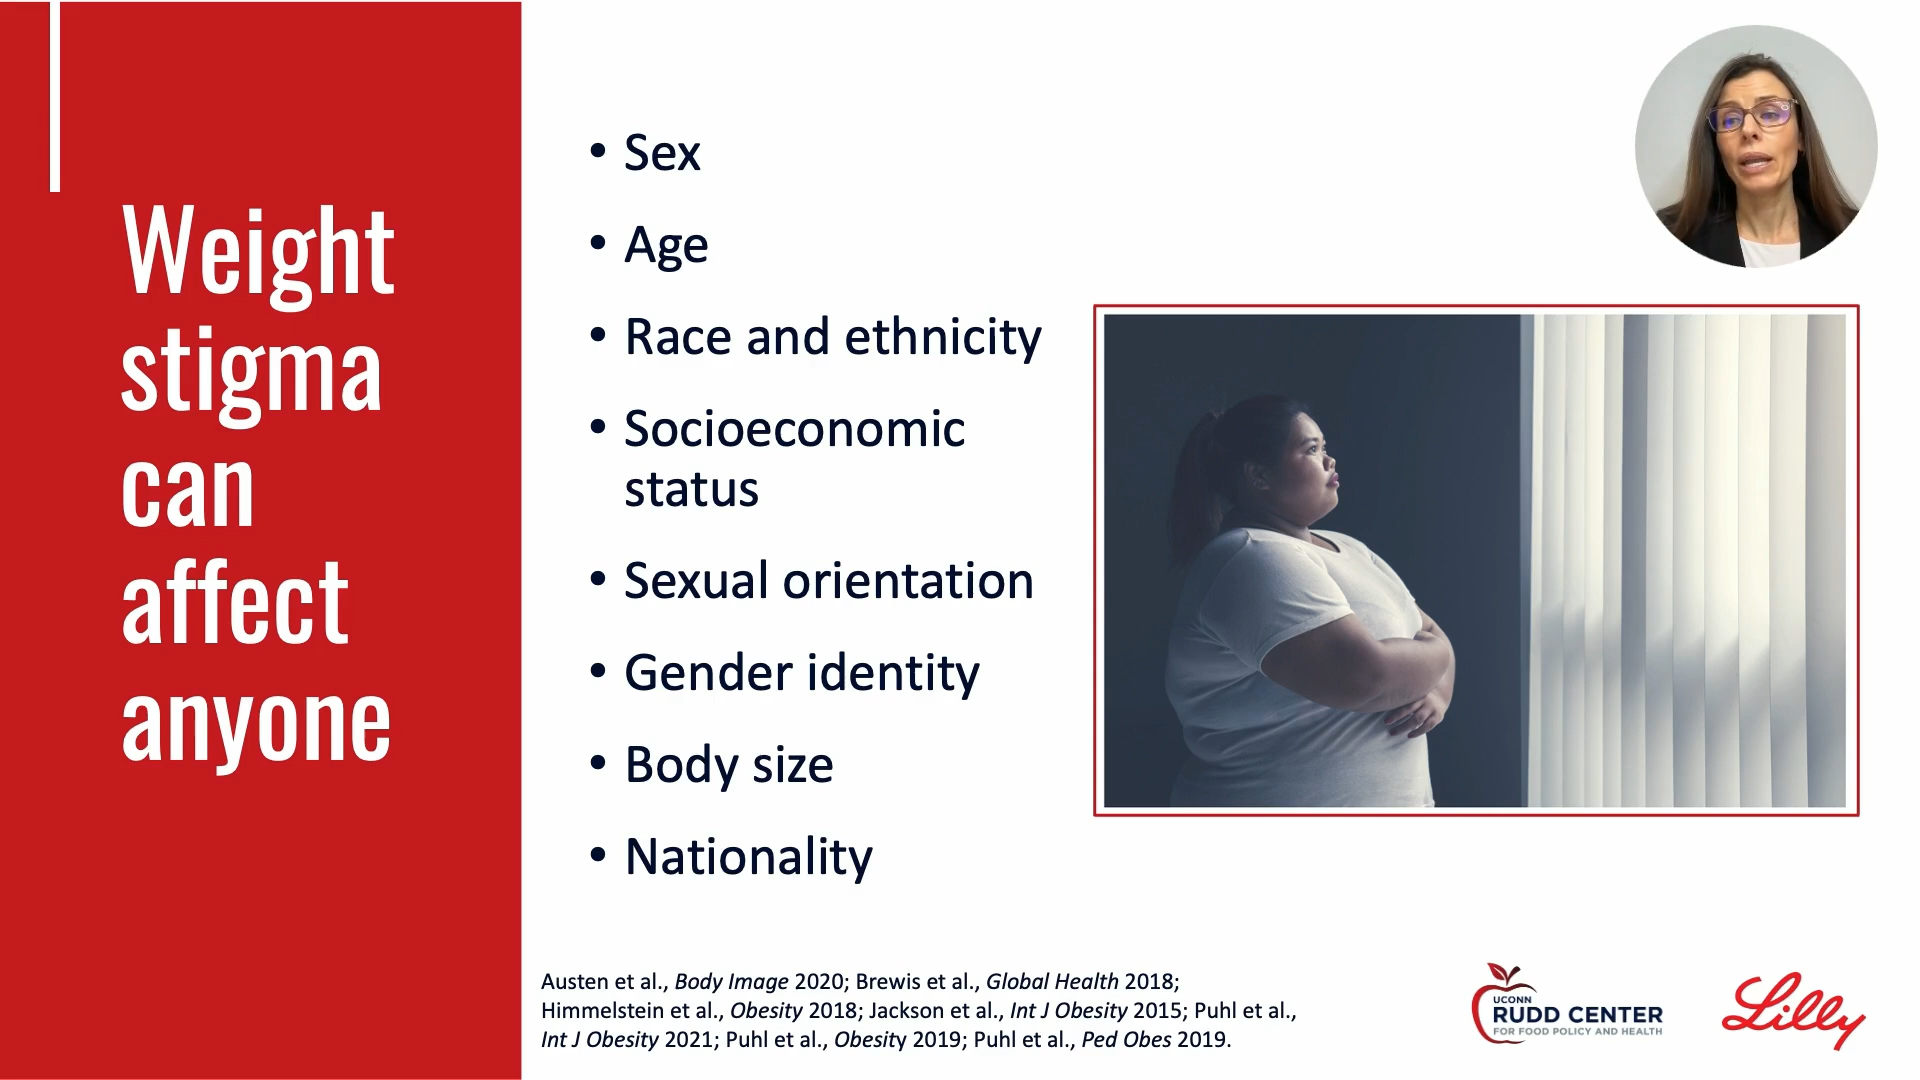 Weight
stigma
can
affect
anyone
• Sex
• Age
• Race and ethnicity
• Socioeconomic
status
• Sexual orientation
• Gender identity
• Body size
• Nationality
Austen et al., Body Image 2020; Brewis et al., Global Health 2018;
Himmelstein et al., Obesity 2018; Jackson et al., Int J Obesity 2015; Puhl et al.,
Int J Obesity 2021; Puhl et al., Obesity 2019; Puhl et al., Ped Obes 2019.
UCONN
RUDD CENTER
FOR FOOD POLICY AND HEALTH
Lilly